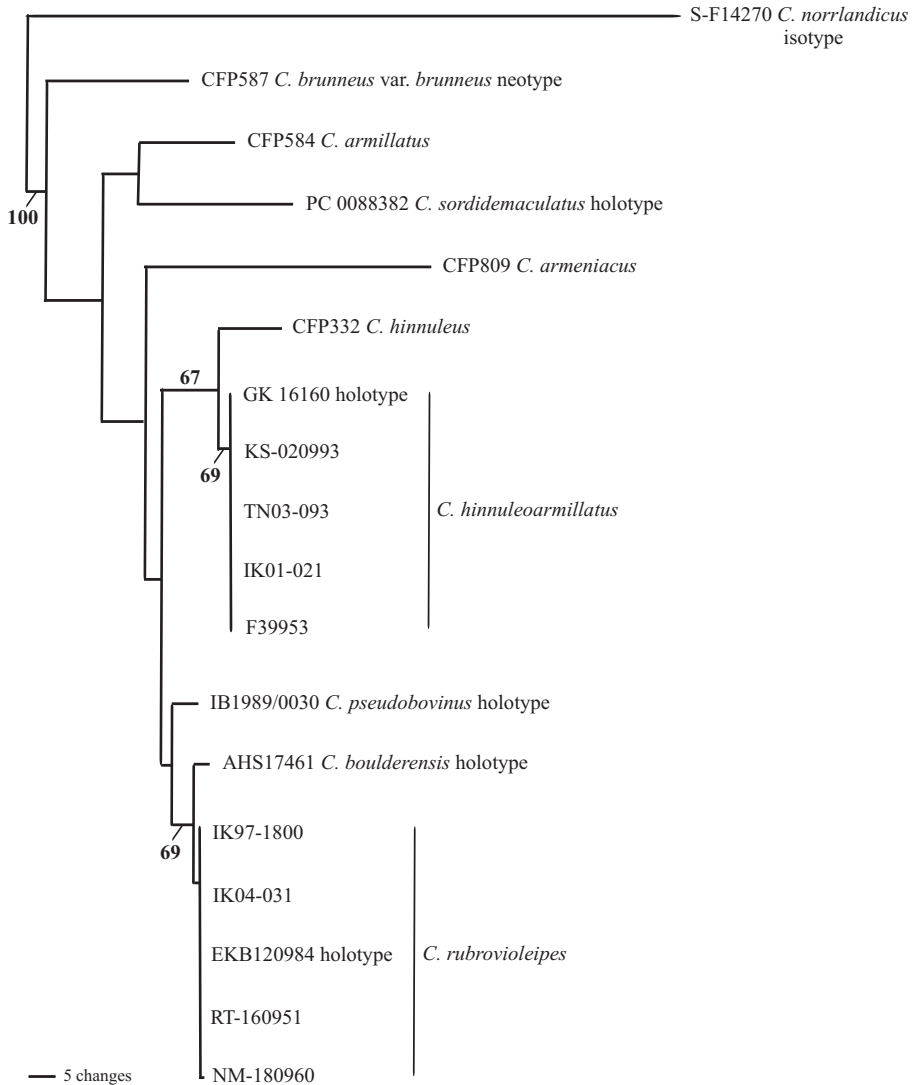 S-F14270 C. norrlandicus
isotype
CFP587 C. brunneus var. brunneus neotype
CFP584 C. armillatus
PC 0088382 C. sordidemaculatus holotype
100
CFP809 C. armeniacus
CFP332 C. hinnuleus
67
GK 16160 holotype
KS-020993
69
TN03-093
C. hinnuleoarmillatus
IK01-021
F39953
IB1989/0030 C. pseudobovinus holotype
AHS17461 C. boulderensis holotype
IK97-1800
69
IK04-031
EKB120984 holotype
C. rubrovioleipes
RT-160951
NM-180960
5 changes